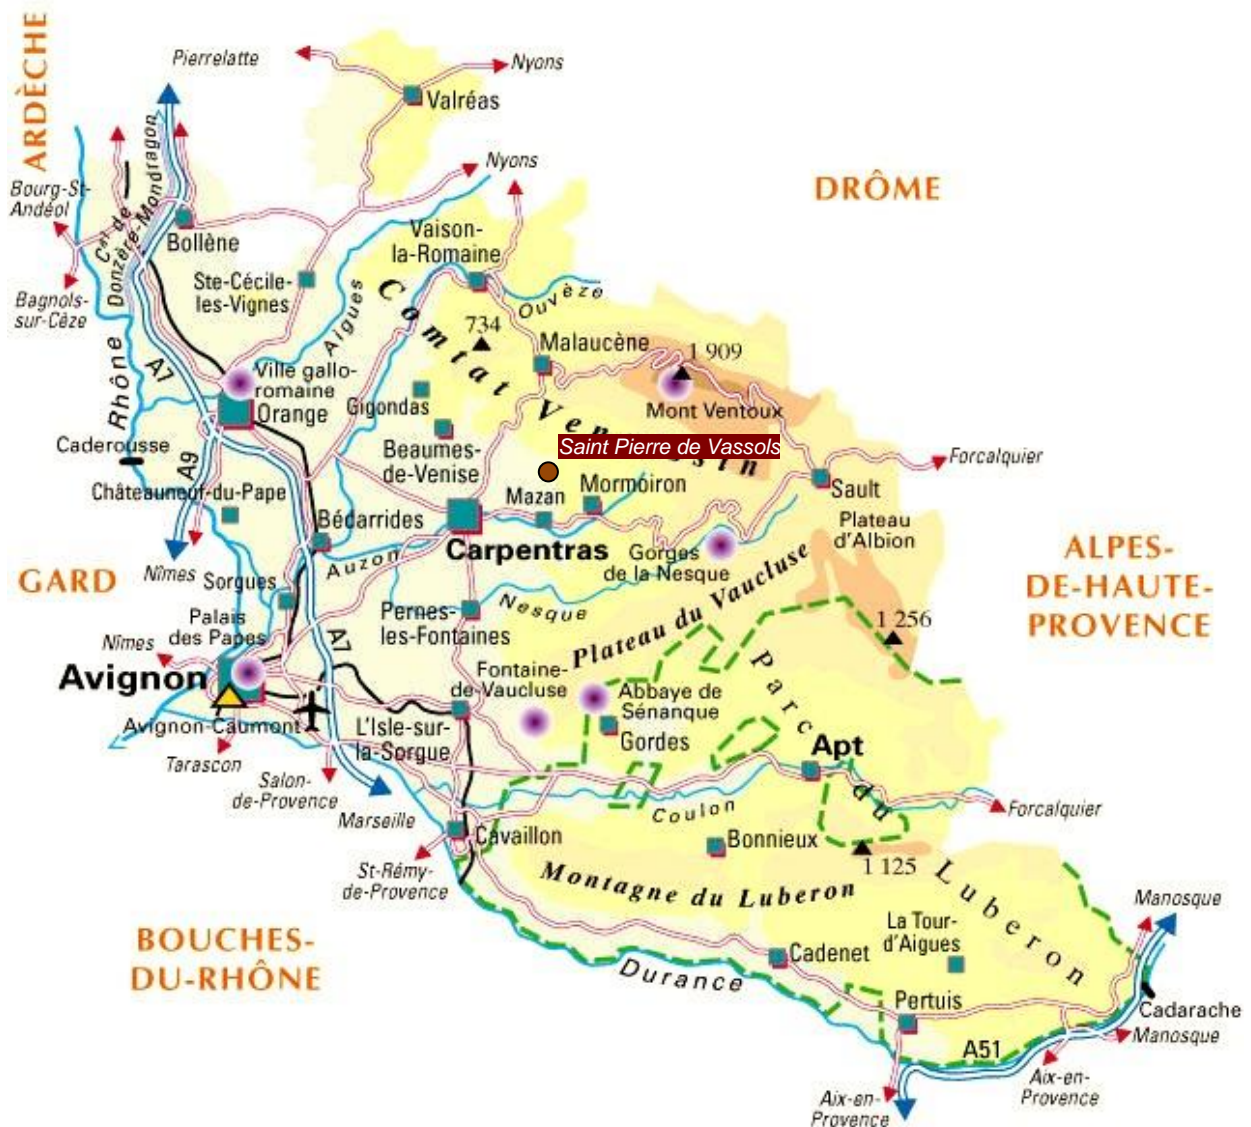 ARDÈCHE
Pierrelatte
Nyons
Valréas
Nyons
Bourg-St-
Andéol
Cal de
Donzère-Mondragon
Bollène
DRÔME
Vaison-
la-Romaine
Ste-Cécile-
les-Vignes
Bagnols-
sur-Cèze
Aigues
Ouvèze
Comtat Venaissin
734
Malaucène
1 909
Mont Ventoux
Rhône
A7
Ville gallo-
romaine
Orange
Gigondas
Caderousse
A9
Beaumes-
de-Venise
Saint Pierre de Vassols
Forcalquier
Châteauneuf-du-Pape
Mazan
Mormoiron
Sault
Bédarrides
Plateau
d'Albion
Carpentras
Auzon
Gorges
de la Nesque
Nîmes
GARD
Sorgues
ALPES-
DE-HAUTE-
PROVENCE
Nesque
Plateau du Vaucluse
Pernes-
les-Fontaines
1 256
Palais
des Papes
Nîmes
A7
Avignon
Fontaine-
de-Vaucluse
Abbaye de
Sénanque
Gordes
Parc du Luberon
Avignon-Caumont
L'Isle-sur-
la-Sorgue
Apt
Tarascon
Salon-
de-Provence
Marseille
Coulon
Forcalquier
Cavaillon
Bonnieux
1 125
St-Rémy-
de-Provence
Montagne du Luberon
Manosque
La Tour-
d'Aigues
BOUCHES-
DU-RHÔNE
Cadenet
Durance
Pertuis
Cadarache
Manosque
A51
Aix-en-
Provence
Aix-en-
Provence